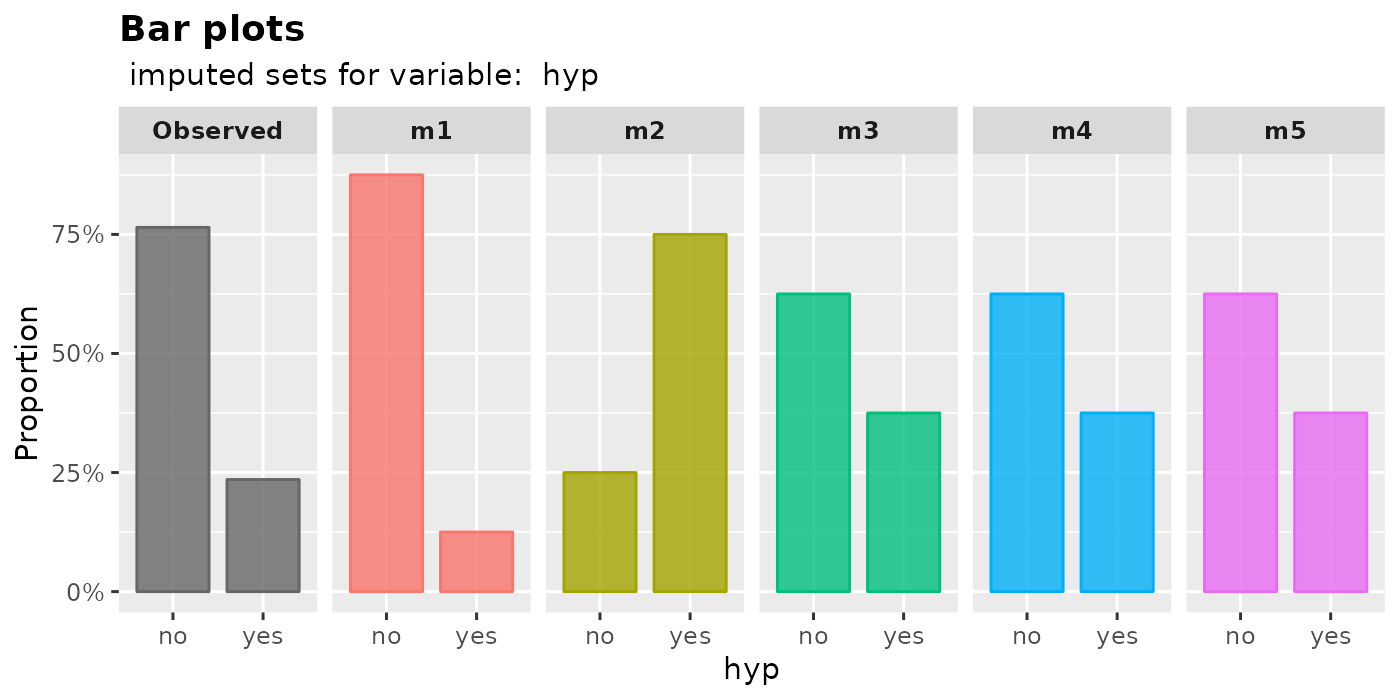 Bar plots
imputed sets for variable:  hyp
Observed m1 m2 m3 m4 m5
Proportion
75%
50%
25%
0%
no yes no yes no yes no yes no yes no yes
hyp